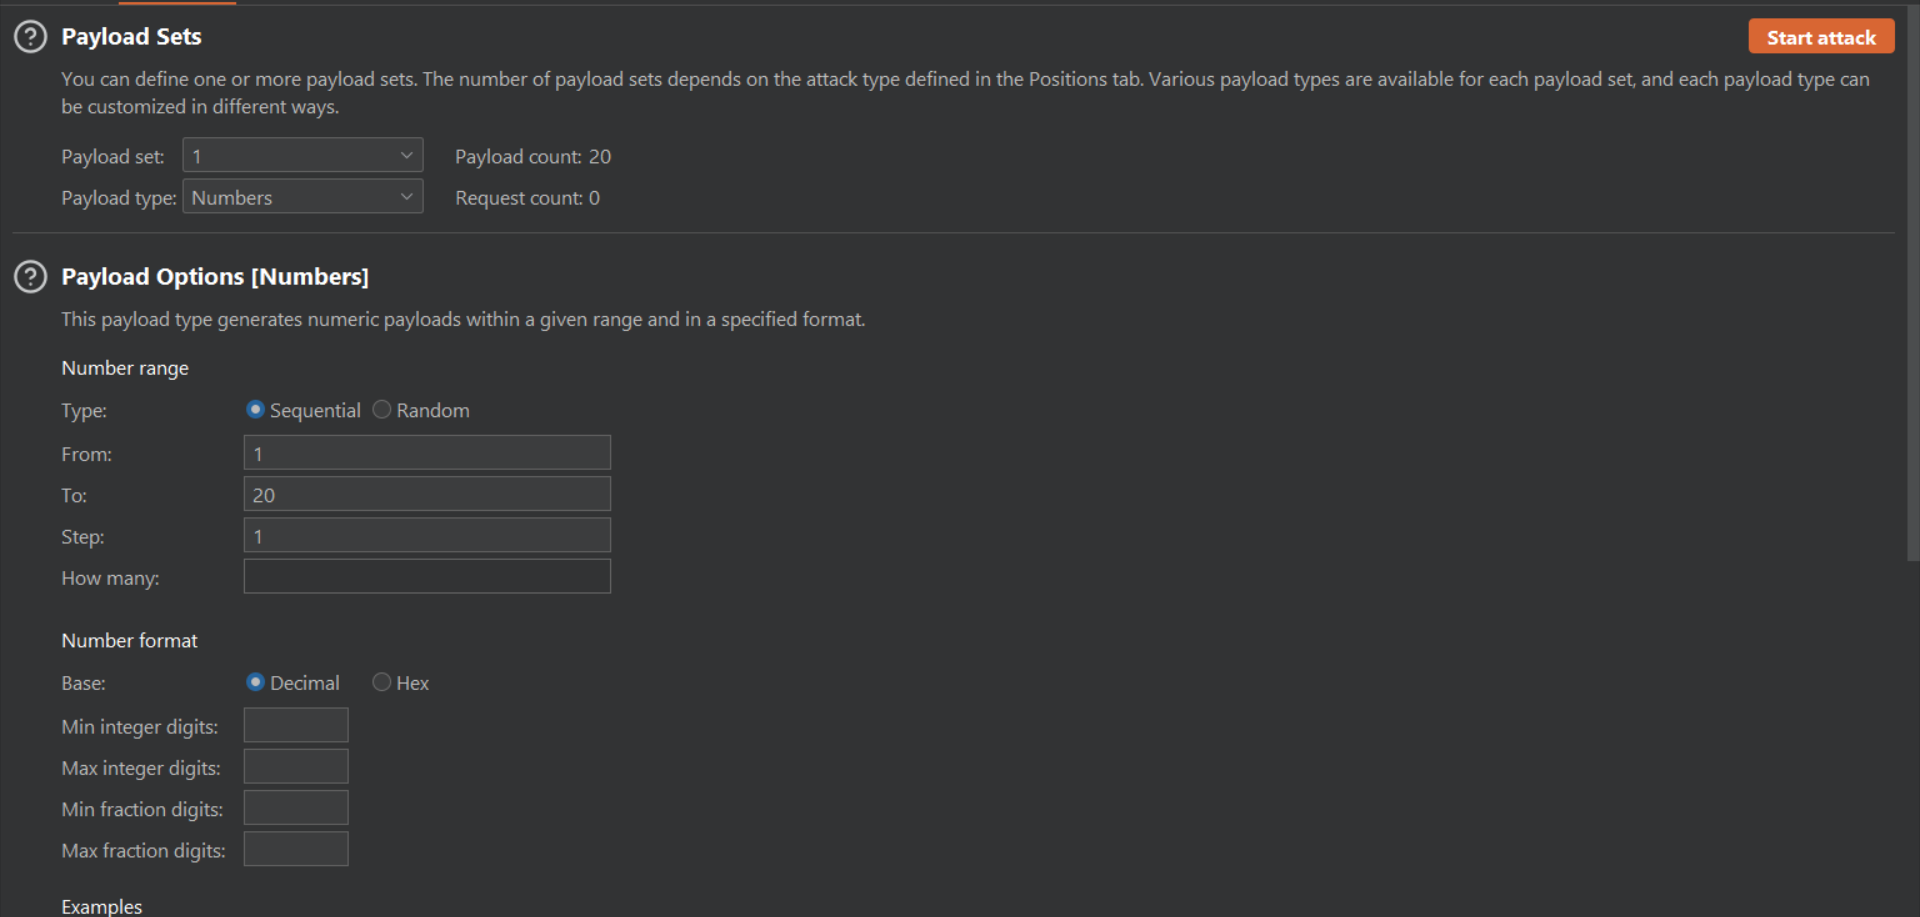 Payload Sets
Start attack
You can define one or more payload sets. The number of payload sets depends on the attack type defined in the Positions tab. Various payload types are available for each payload set, and each payload type can
be customized in different ways.
Payload set: 1 Payload count: 20
Payload type: Numbers Request count: 0
? Payload Options [Numbers]
This payload type generates numeric payloads within a given range and in a specified format.
Number range
Type: Sequential Random
From: 1
To: 20
Step: 1
How many:
Number format
Base: Decimal Hex
Min integer digits:
Max integer digits:
Min fraction digits:
Max fraction digits:
Examples